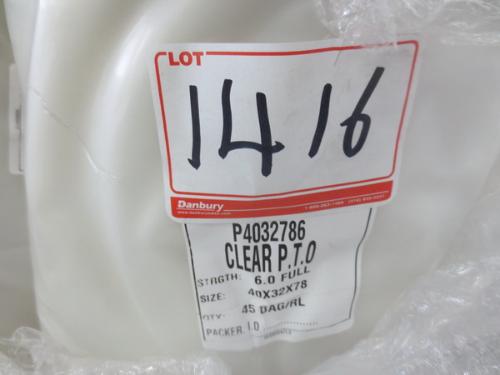 LOT
1416
Danbury
P4032786
CLEAR P.T.O
STRGTH: 6.0 FULL
SIZE: 40X32X78
QTY: 45 BAG/RL
PACKER I.D